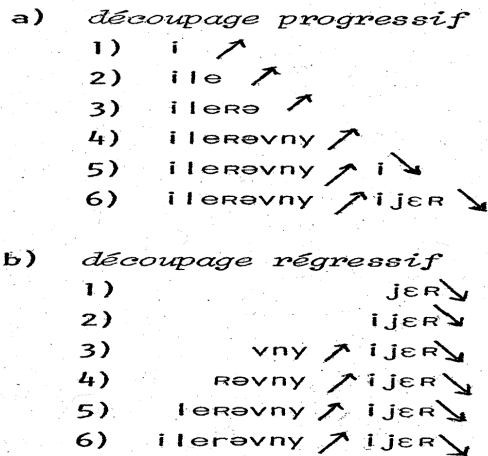 a) découpage progressif
1) i ↗
2) ile ↗
3) ileʀə ↗
4) ileʀəvny ↗
5) ileʀəvny ↗ i ↘
6) ileʀəvny ↗ ijɛʀ ↘
b) découpage régressif
1) jɛʀ ↘
2) ijɛʀ ↘
3) vny ↗ ijɛʀ ↘
4) ʀəvny ↗ ijɛʀ ↘
5) leʀəvny ↗ ijɛʀ ↘
6) ilerəvny ↗ ijɛʀ ↘